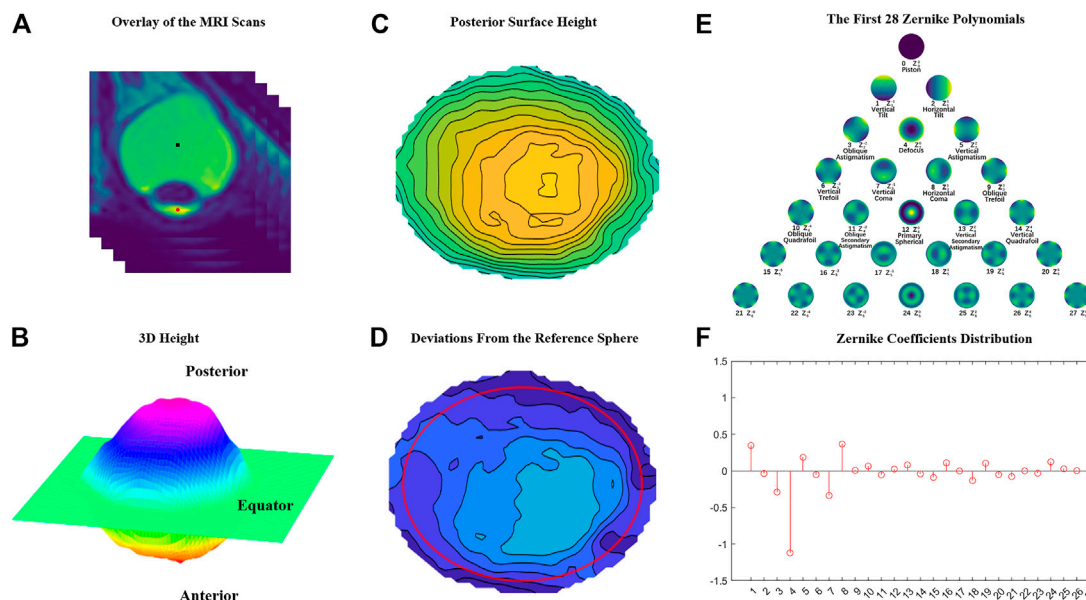 A
Overlay of the MRI Scans
B
3D Height
Posterior
Equator
Anterior
C
Posterior Surface Height
D
Deviations From the Reference Sphere
E
The First 28 Zernike Polynomials
0
Piston
1
Vertical
Tilt
2
Horizontal
Tilt
3
Oblique
Astigmatism
4
Defocus
5
Vertical
Astigmatism
6
Vertical
Trefoil
7
Vertical
Coma
8
Horizontal
Coma
9
Oblique
Trefoil
10
Oblique
Quadrafoil
11
Oblique
Secondary
Astigmatism
12
Primary
Spherical
13
Vertical
Secondary
Astigmatism
14
Vertical
Quadrafoil
15
16
17
18
19
20
21
22
23
24
25
26
27
F
Zernike Coefficients Distribution
1.5
1
0.5
0
-0.5
-1
-1.5
1 2 3 4 5 6 7 8 9 10 11 12 13 14 15 16 17 18 19 20 21 22 23 24 25 26